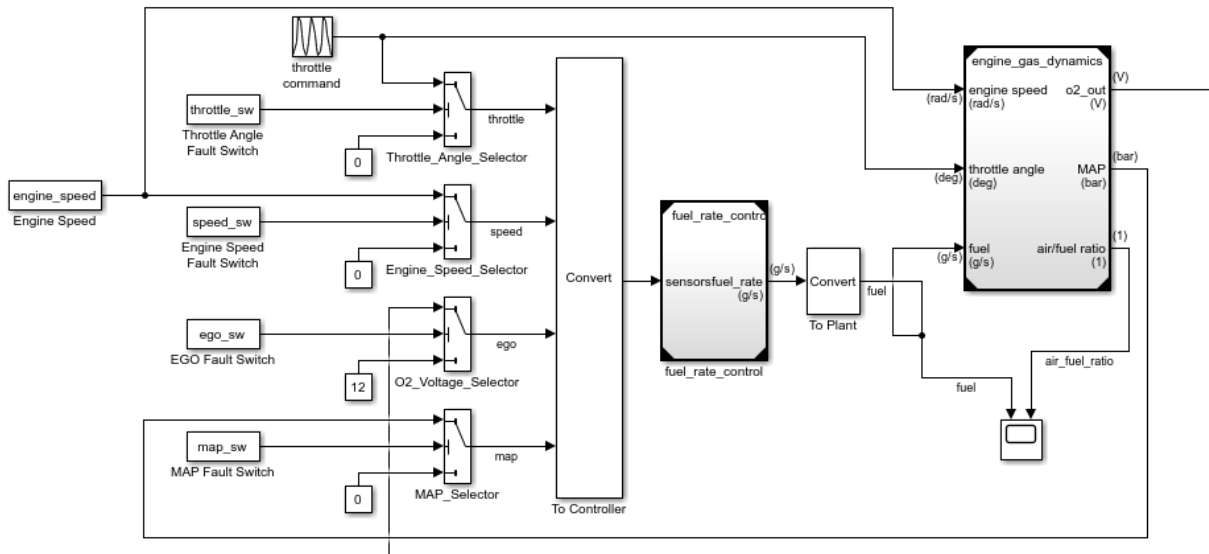 throttle
command
engine_gas_dynamics
(V)
engine speed
o2_out
(rad/s)
(rad/s)
(V)
throttle_sw
throttle
Throttle Angle
Fault Switch
0
Throttle_Angle_Selector
(bar)
throttle angle
MAP
(deg)
(deg)
(bar)
engine_speed
Engine Speed
speed_sw
speed
Engine Speed
Fault Switch
0
Engine_Speed_Selector
fuel_rate_contro
(1)
fuel
air/fuel ratio
(g/s)
(g/s)
(1)
Convert
sensorsfuel_rate
(g/s)
(g/s)
Convert
fuel
To Plant
ego_sw
ego
EGO Fault Switch
12
O2_Voltage_Selector
fuel_rate_control
air_fuel_ratio
fuel
map_sw
map
MAP Fault Switch
0
MAP_Selector
To Controller